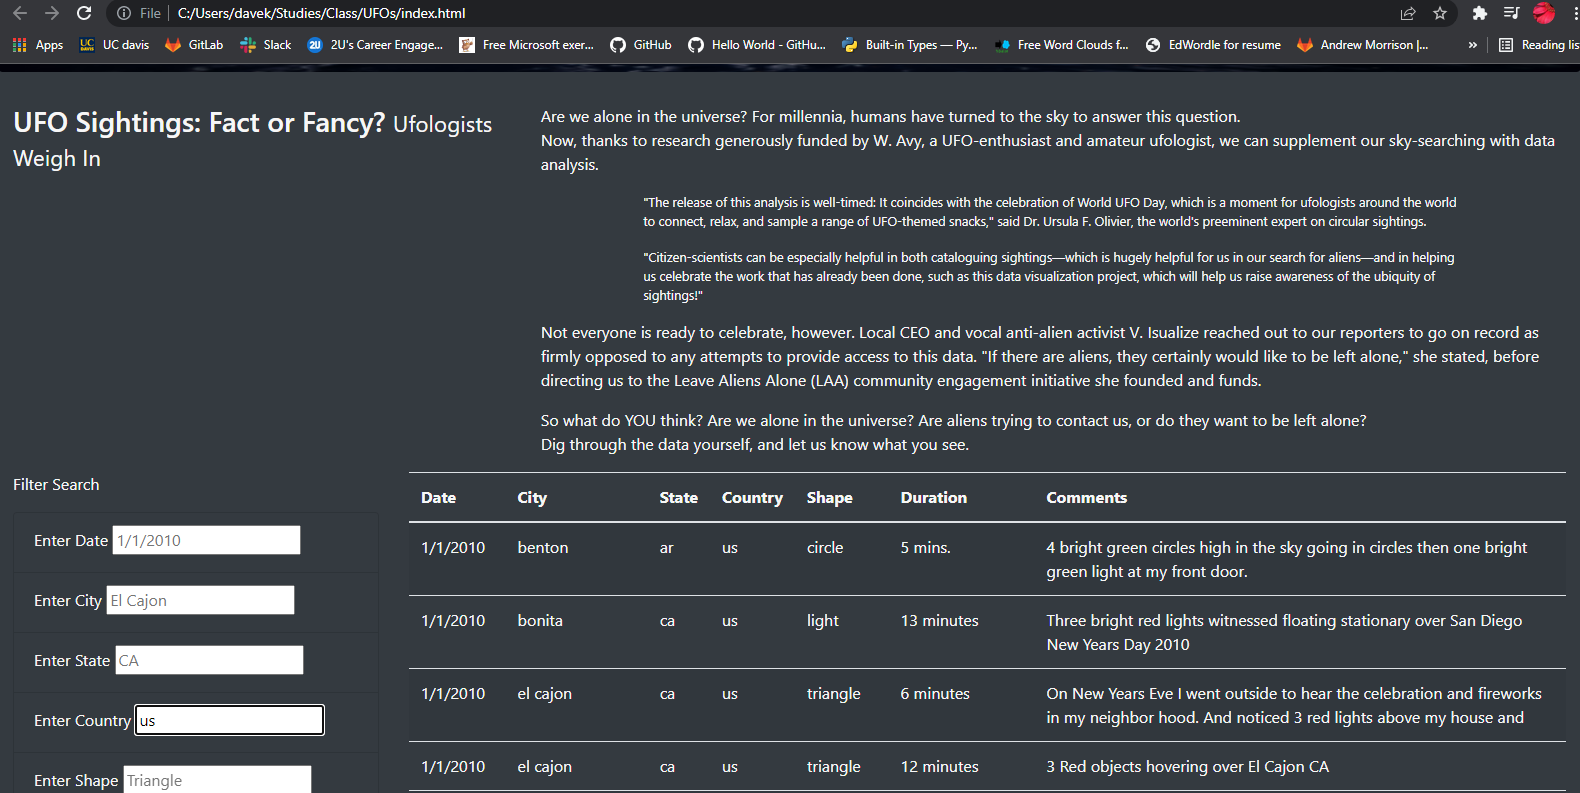 File C:/Users/davek/Studies/Class/UFOs/index.html
Apps UC davis GitLab Slack 2U's Career Engage... Free Microsoft exer... GitHub Hello World - GitHu... Built-in Types — Py... Free Word Clouds f... EdWordle for resume Andrew Morrison |... » Reading lis
UFO Sightings: Fact or Fancy? Ufologists
Weigh In
Are we alone in the universe? For millennia, humans have turned to the sky to answer this question.
Now, thanks to research generously funded by W. Avy, a UFO-enthusiast and amateur ufologist, we can supplement our sky-searching with data
analysis.
"The release of this analysis is well-timed: It coincides with the celebration of World UFO Day, which is a moment for ufologists around the world
to connect, relax, and sample a range of UFO-themed snacks," said Dr. Ursula F. Olivier, the world's preeminent expert on circular sightings.
"Citizen-scientists can be especially helpful in both cataloguing sightings—which is hugely helpful for us in our search for aliens—and in helping
us celebrate the work that has already been done, such as this data visualization project, which will help us raise awareness of the ubiquity of
sightings!"
Not everyone is ready to celebrate, however. Local CEO and vocal anti-alien activist V. Isualize reached out to our reporters to go on record as
firmly opposed to any attempts to provide access to this data. "If there are aliens, they certainly would like to be left alone," she stated, before
directing us to the Leave Aliens Alone (LAA) community engagement initiative she founded and funds.
So what do YOU think? Are we alone in the universe? Are aliens trying to contact us, or do they want to be left alone?
Dig through the data yourself, and let us know what you see.
Filter Search
Enter Date 1/1/2010
Enter City El Cajon
Enter State CA
Enter Country us
Enter Shape Triangle
Date City State Country Shape Duration Comments
1/1/2010 benton ar us circle 5 mins. 4 bright green circles high in the sky going in circles then one bright
green light at my front door.
1/1/2010 bonita ca us light 13 minutes Three bright red lights witnessed floating stationary over San Diego
New Years Day 2010
1/1/2010 el cajon ca us triangle 6 minutes On New Years Eve I went outside to hear the celebration and fireworks
in my neighbor hood. And noticed 3 red lights above my house and
1/1/2010 el cajon ca us triangle 12 minutes 3 Red objects hovering over El Cajon CA